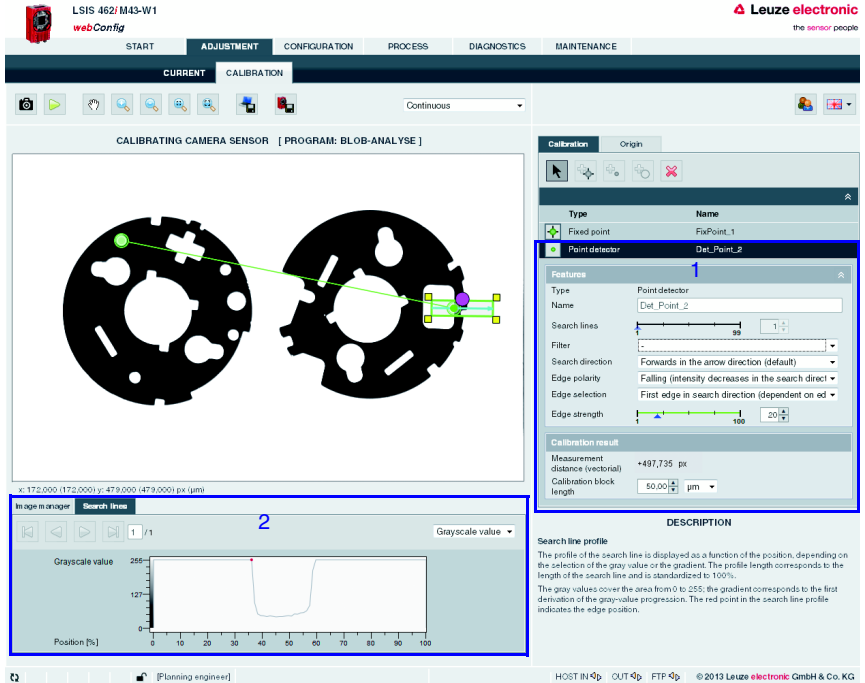 LSIS 462i M43-W1
webConfig
Leuze electronic
the sensor people
START ADJUSTMENT CONFIGURATION PROCESS DIAGNOSTICS MAINTENANCE
CURRENT CALIBRATION
Continuous
CALIBRATING CAMERA SENSOR [ PROGRAM: BLOB-ANALYSE ]
x: 172,000 (172,000) y: 479,000 (479,000) px (µm)
Calibration Origin
Type Name
Fixed point FixPoint_1
Point detector Det_Point_2
1
Features
Type Point detector
Name Det_Point_2
Search lines 1 99 1
Filter -
Search direction Forwards in the arrow direction (default)
Edge polarity Falling (intensity decreases in the search direct
Edge selection First edge in search direction (dependent on ed
Edge strength 1 100 20
Calibration result
Measurement distance (vectorial) +497,735 px
Calibration block length 50,00 µm
Image manager Search lines
2
1 /1
Grayscale value
Grayscale value 255
127
0
Position [%] 0 10 20 30 40 50 60 70 80 90 100
DESCRIPTION
Search line profile
The profile of the search line is displayed as a function of the position, depending on
the selection of the gray value or the gradient. The profile length corresponds to the
length of the search line and is standardized to 100%.
The gray values cover the area from 0 to 255; the gradient corresponds to the first
derivation of the gray-value progression. The red point in the search line profile
indicates the edge position.
[Planning engineer]
HOST IN OUT FTP © 2013 Leuze electronic GmbH & Co. KG